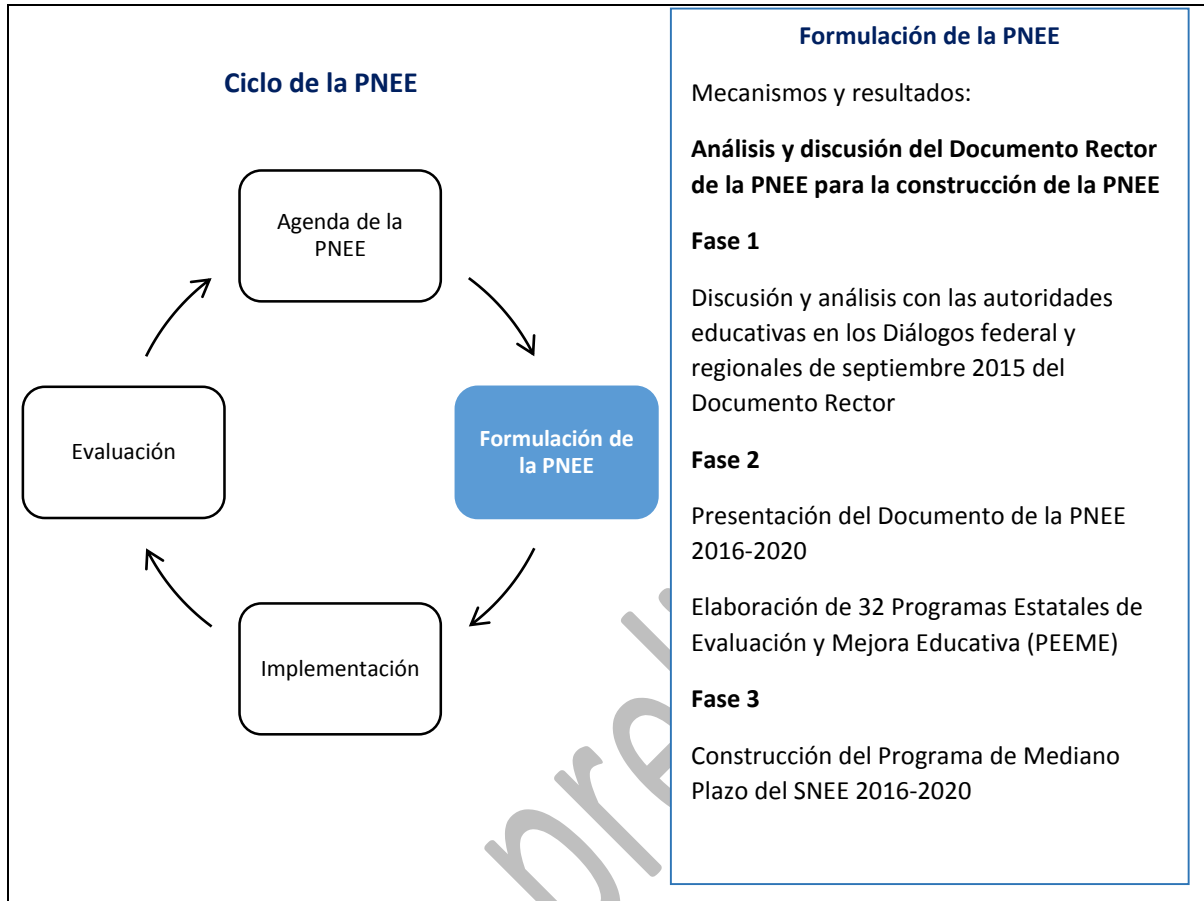 Ciclo de la PNEE
Agenda de la
PNEE
Formulación de
la PNEE
Implementación
Evaluación
Formulación de la PNEE
Mecanismos y resultados:
Análisis y discusión del Documento Rector
de la PNEE para la construcción de la PNEE
Fase 1
Discusión y análisis con las autoridades
educativas en los Diálogos federal y
regionales de septiembre 2015 del
Documento Rector
Fase 2
Presentación del Documento de la PNEE
2016-2020
Elaboración de 32 Programas Estatales de
Evaluación y Mejora Educativa (PEEME)
Fase 3
Construcción del Programa de Mediano
Plazo del SNEE 2016-2020